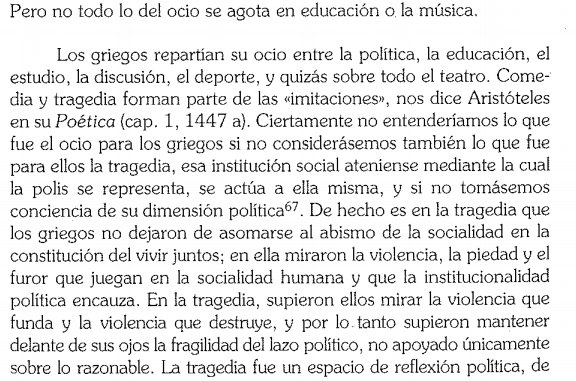 Pero no todo lo del ocio se agota en educación o la música.
Los griegos repartían su ocio entre la política, la educación, el
estudio, la discusión, el deporte, y quizás sobre todo el teatro. Come-
dia y tragedia forman parte de las «imitaciones», nos dice Aristóteles
en su Poética (cap. 1, 1447 a). Ciertamente no entenderíamos lo que
fue el ocio para los griegos si no considerásemos también lo que fue
para ellos la tragedia, esa institución social ateniense mediante la cual
la polis se representa, se actúa a ella misma, y si no tomásemos
conciencia de su dimensión política67. De hecho es en la tragedia que
los griegos no dejaron de asomarse al abismo de la socialidad en la
constitución del vivir juntos; en ella miraron la violencia, la piedad y el
furor que juegan en la socialidad humana y que la institucionalidad
política encauza. En la tragedia, supieron ellos mirar la violencia que
funda y la violencia que destruye, y por lo tanto supieron mantener
delante de sus ojos la fragilidad del lazo político, no apoyado únicamente
sobre lo razonable. La tragedia fue un espacio de reflexión política, de